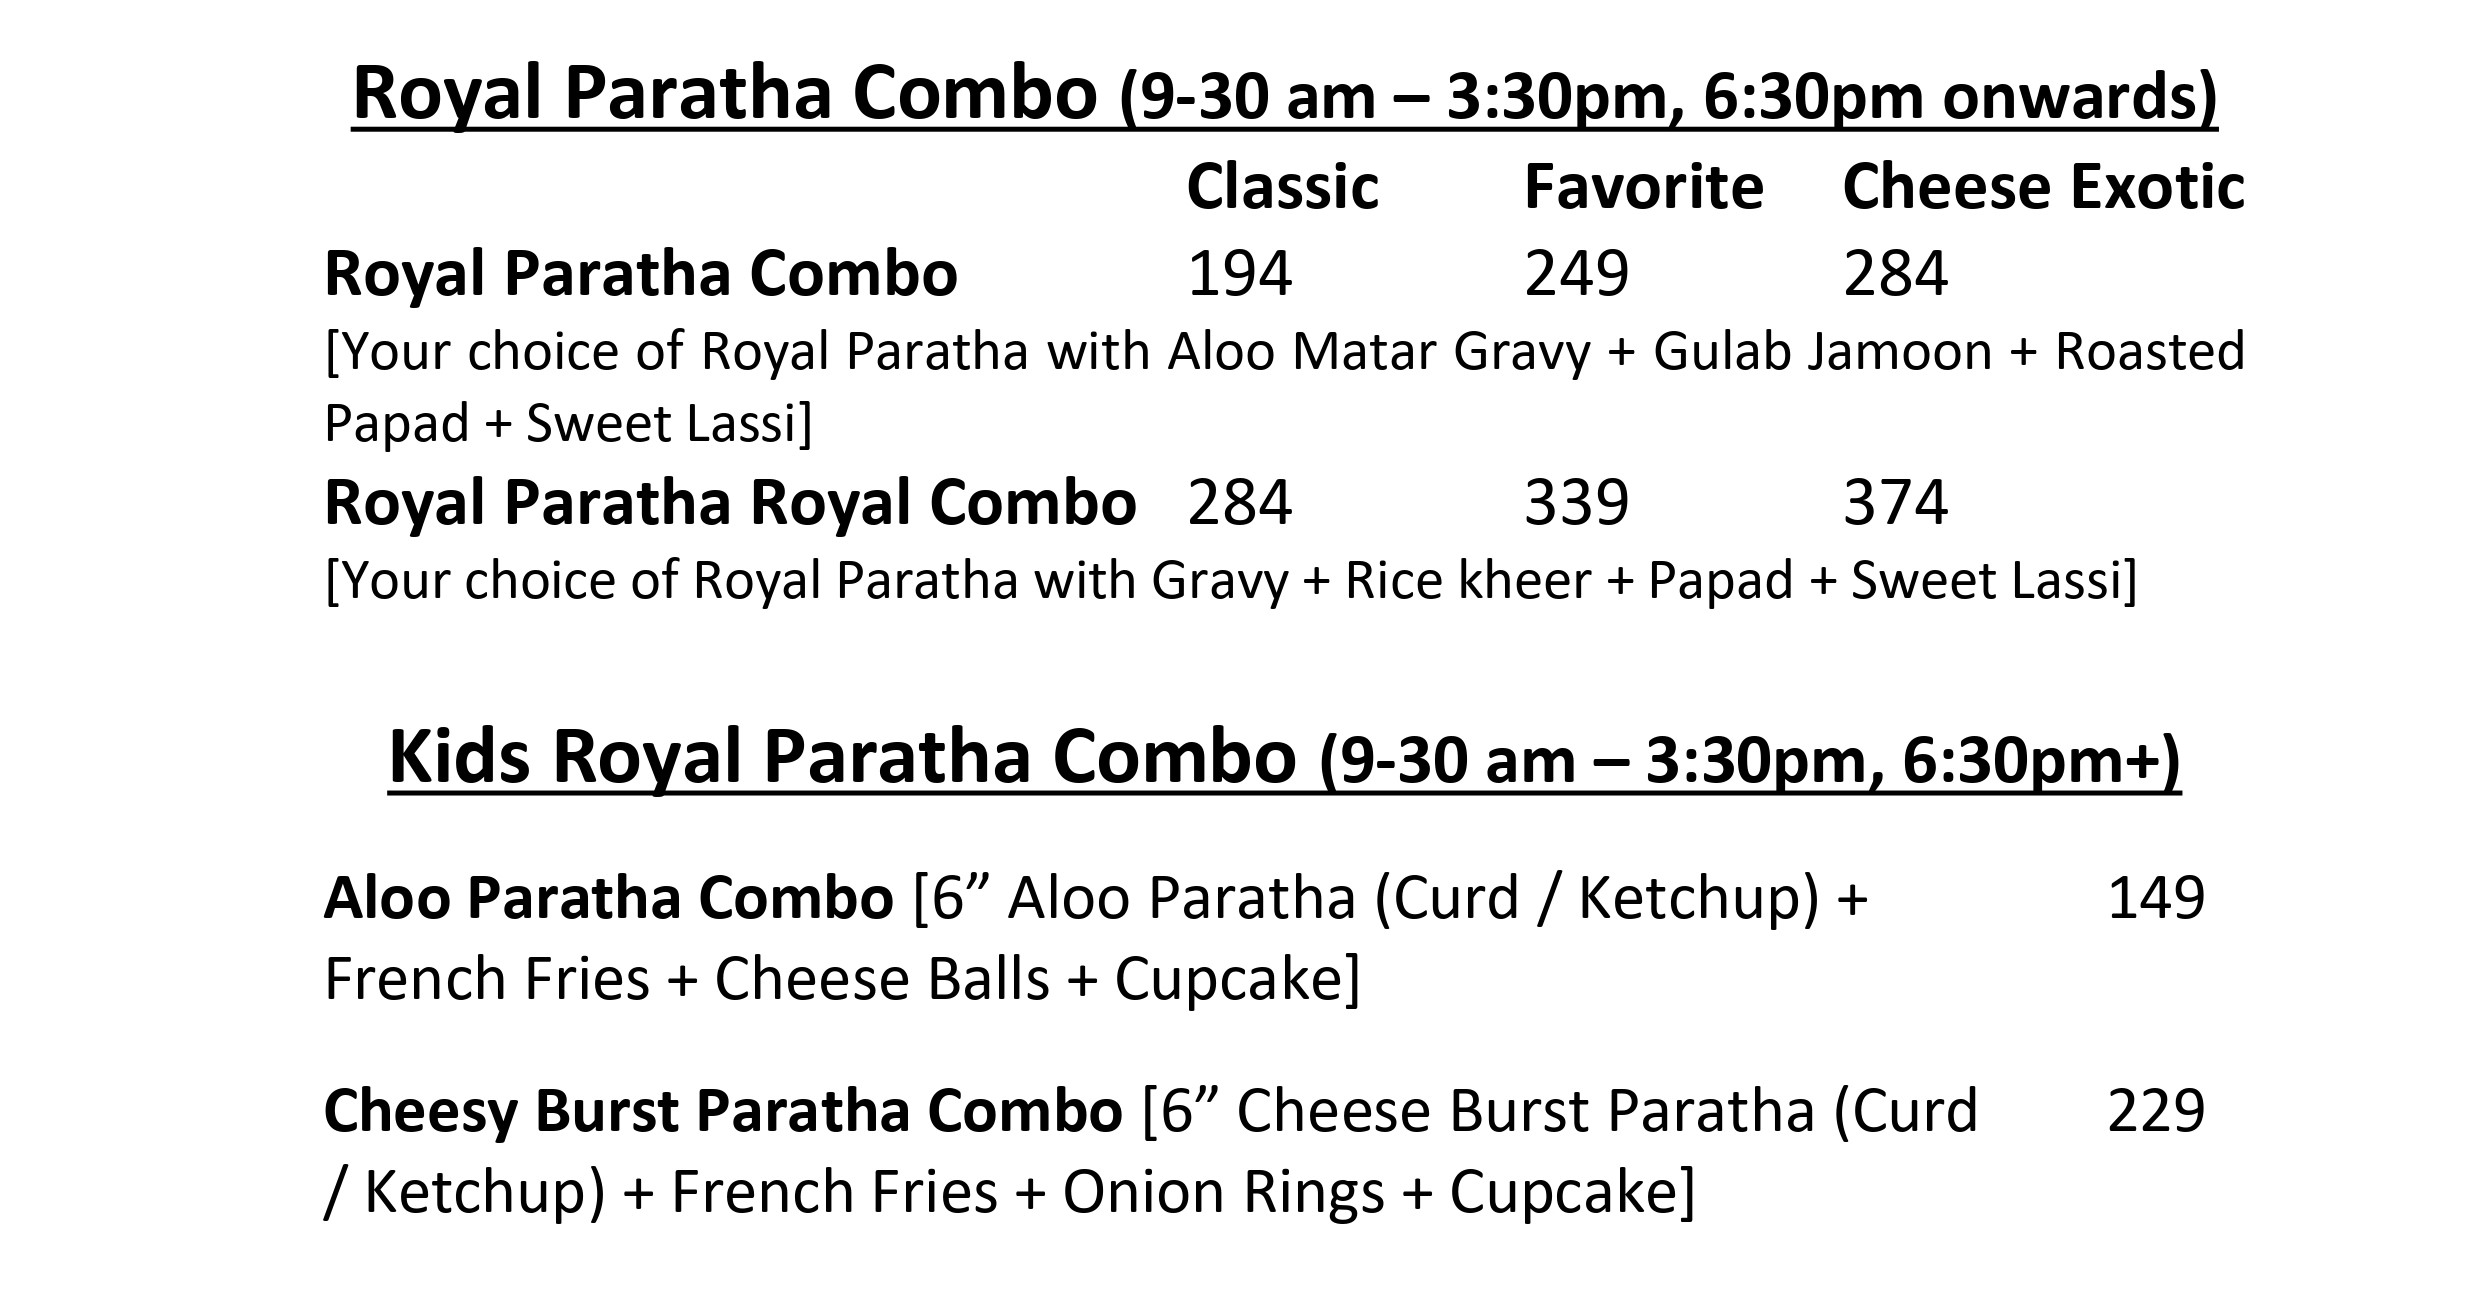 Royal Paratha Combo (9-30 am – 3:30pm, 6:30pm onwards)
Classic Favorite Cheese Exotic
Royal Paratha Combo 194 249 284
[Your choice of Royal Paratha with Aloo Matar Gravy + Gulab Jamoon + Roasted
Papad + Sweet Lassi]
Royal Paratha Royal Combo 284 339 374
[Your choice of Royal Paratha with Gravy + Rice kheer + Papad + Sweet Lassi]
Kids Royal Paratha Combo (9-30 am – 3:30pm, 6:30pm+)
Aloo Paratha Combo [6” Aloo Paratha (Curd / Ketchup) + 149
French Fries + Cheese Balls + Cupcake]
Cheesy Burst Paratha Combo [6” Cheese Burst Paratha (Curd 229
/ Ketchup) + French Fries + Onion Rings + Cupcake]